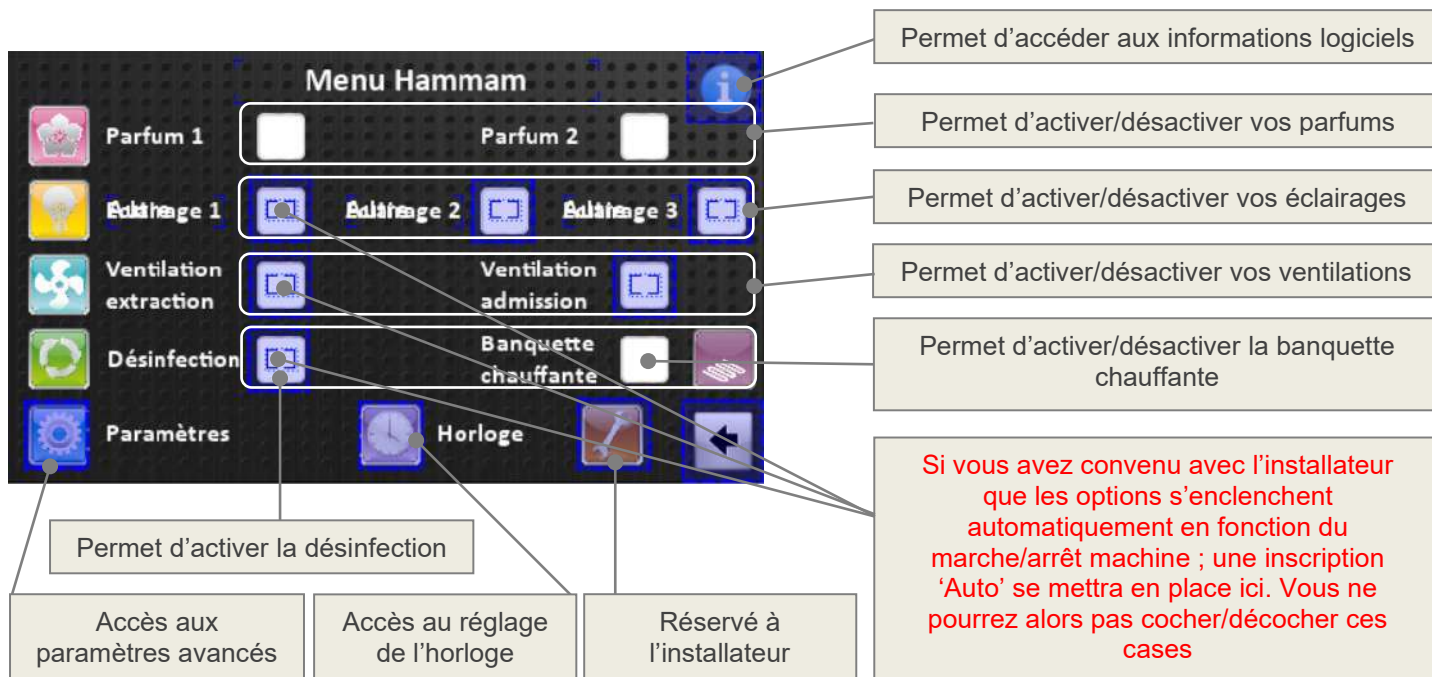 Permet d'accéder aux informations logiciels
Menu Hammam
Parfum 1
Parfum 2
Permet d'activer/désactiver vos parfums
1
2
3
Permet d'activer/désactiver vos éclairages
Ventilation
extraction
Ventilation
admission
Permet d'activer/désactiver vos ventilations
Désinfection
Banquette
chauffante
Permet d'activer/désactiver la banquette
chauffante
Paramètres
Horloge
Si vous avez convenu avec l'installateur
que les options s'enclenchent
automatiquement en fonction du
marche/arrêt machine ; une inscription
'Auto' se mettra en place ici. Vous ne
pourrez alors pas cocher/décocher ces
cases
Permet d'activer la désinfection
Accès aux
paramètres avancés
Accès au réglage
de l'horloge
Réservé à
l'installateur